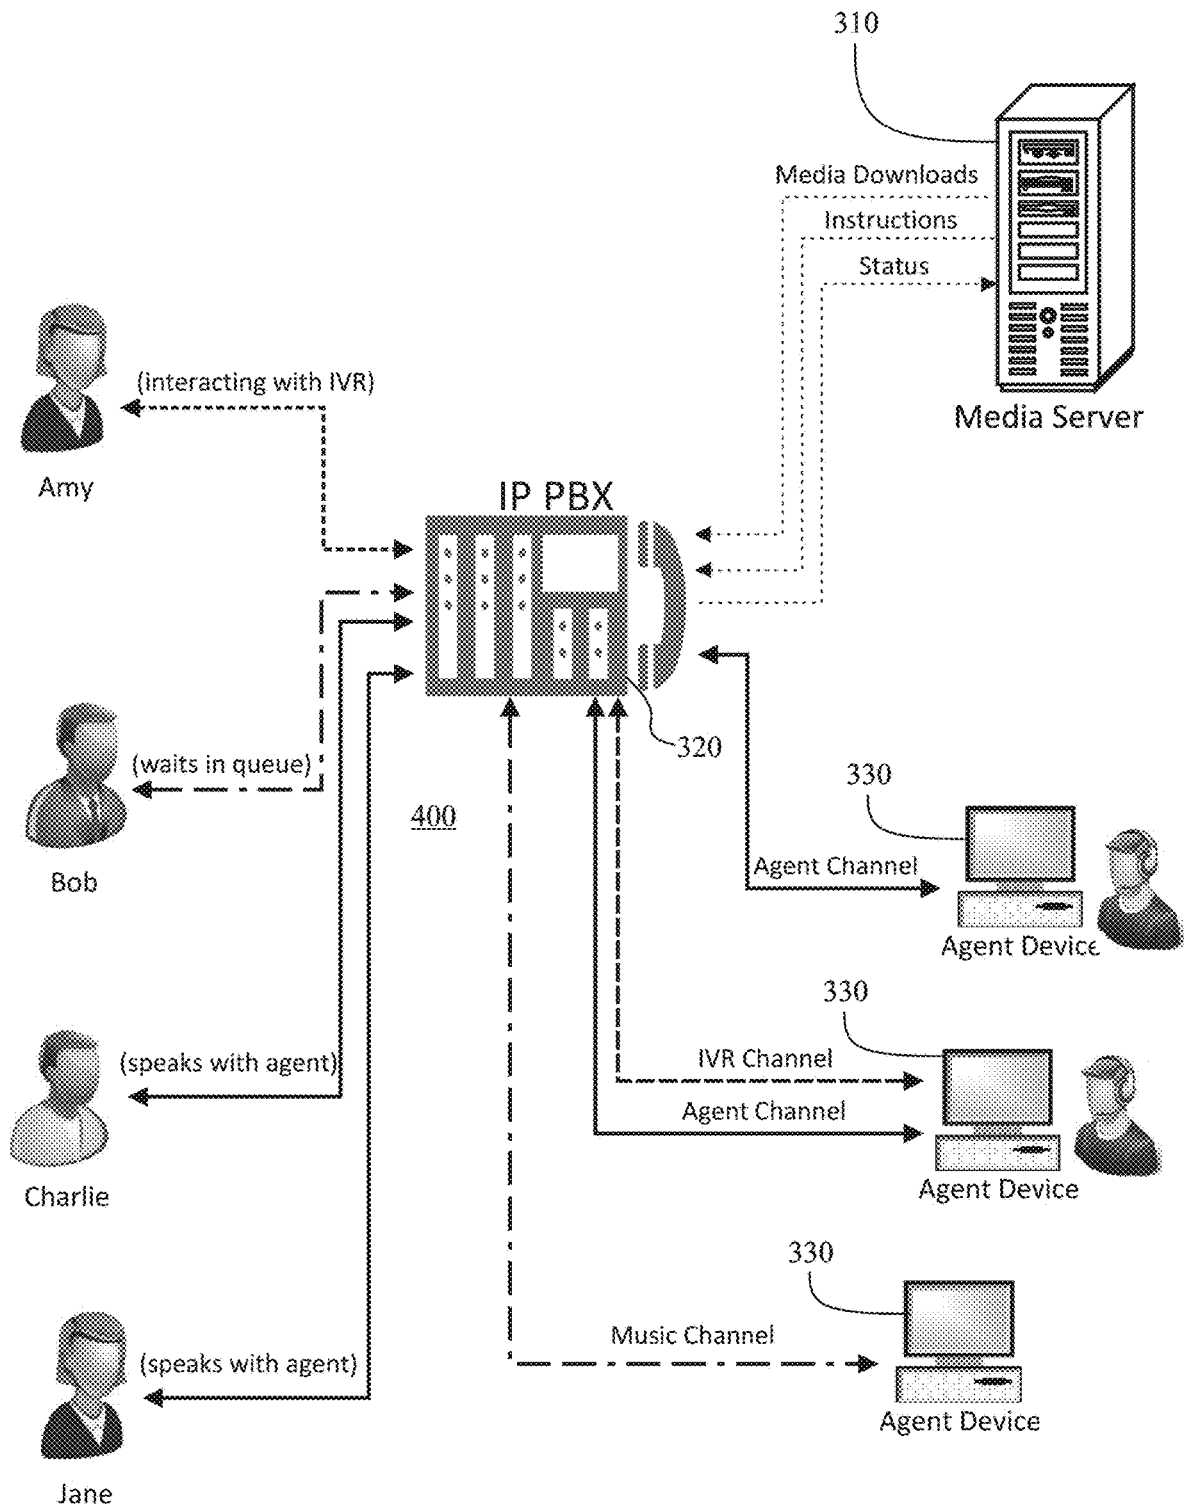 310
Media Downloads
Instructions
Status
Media Server
(interacting with IVR)
Amy
IP PBX
320
(waits in queue)
Bob
400
330
Agent Channel
Agent Device
(speaks with agent)
Charlie
330
IVR Channel
Agent Channel
Agent Device
330
Music Channel
Agent Device
(speaks with agent)
Jane